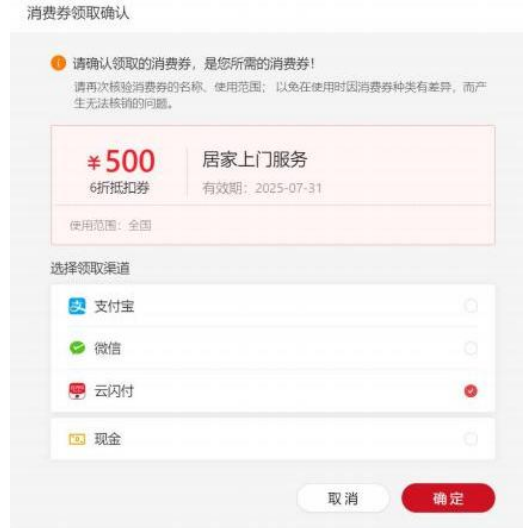 消费券领取确认
请确认领取的消费券，是您所需的消费券！
请再次核验消费券的名称、使用范围；以免在使用时因消费券种类有差异，而产
生无法核销的问题。
¥500
6折抵扣券
居家上门服务
有效期：2025-07-31
使用范围：全国
选择领取渠道
支付宝
微信
云闪付
现金
取消
确定